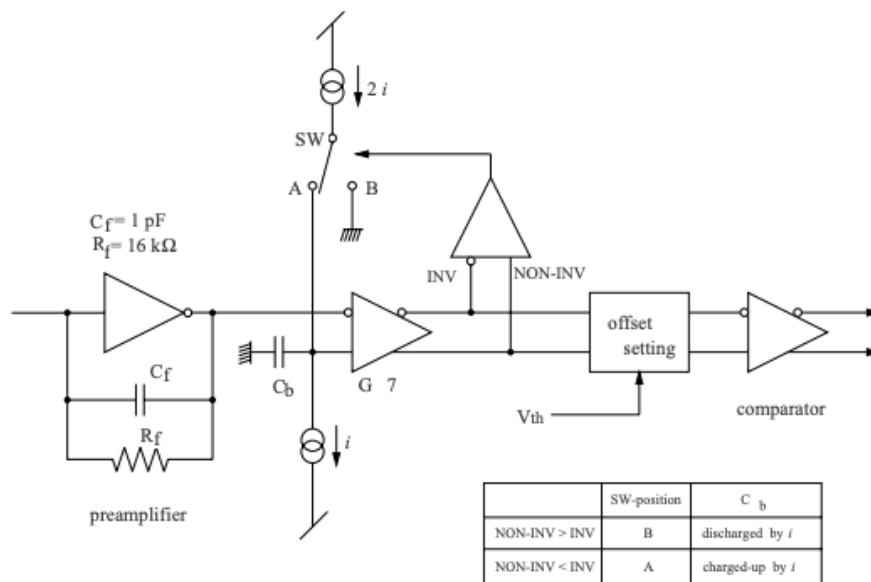 2 i
SW
A
B
C f = 1 pF
R f = 16 kΩ
INV
NON-INV
offset
setting
C b
G 7
C f
R f
i
Vth
comparator
preamplifier
SW-position C b
NON-INV > INV B discharged by i
NON-INV < INV A charged-up by i